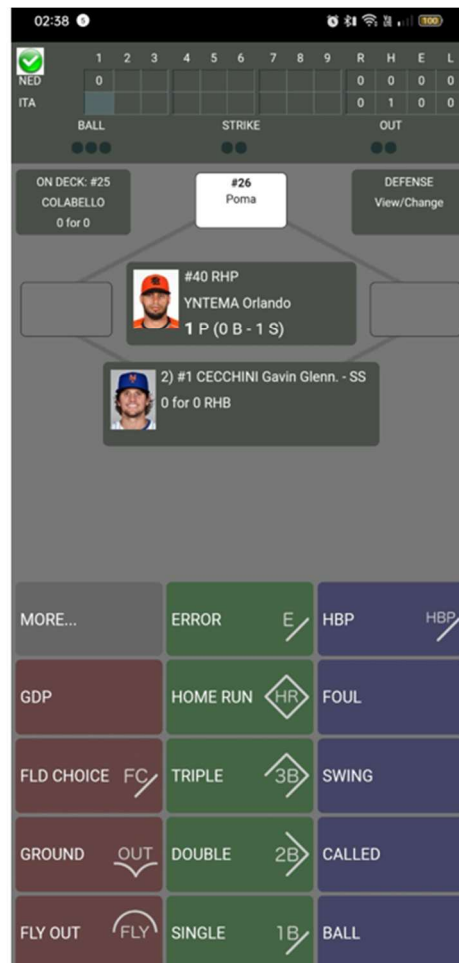 02:38 S 100
1 2 3 4 5 6 7 8 9 R H E L
NED 0 0 0 0 0
ITA 0 1 0 0
BALL STRIKE OUT
ON DECK: #25
COLABELLO
0 for 0
#26
Poma
DEFENSE
View/Change
#40 RHP
YNTEMA Orlando
1 P (0 B - 1 S)
2) #1 CECCHINI Gavin Glenn. - SS
0 for 0 RHB
MORE... ERROR E HBP HBP
GDP HOME RUN HR FOUL
FLD CHOICE FC TRIPLE 3B SWING
GROUND OUT DOUBLE 2B CALLED
FLY OUT FLY SINGLE 1B BALL